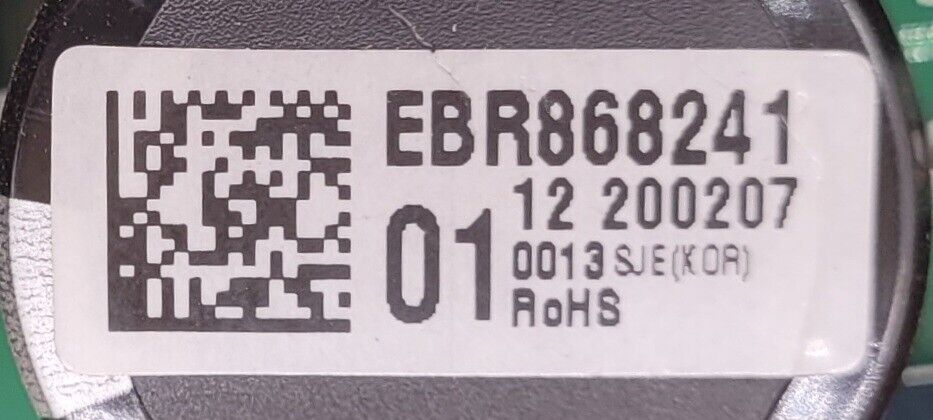 EBR868241
01
12 200207
0013 SJE(KOR)
RoHS